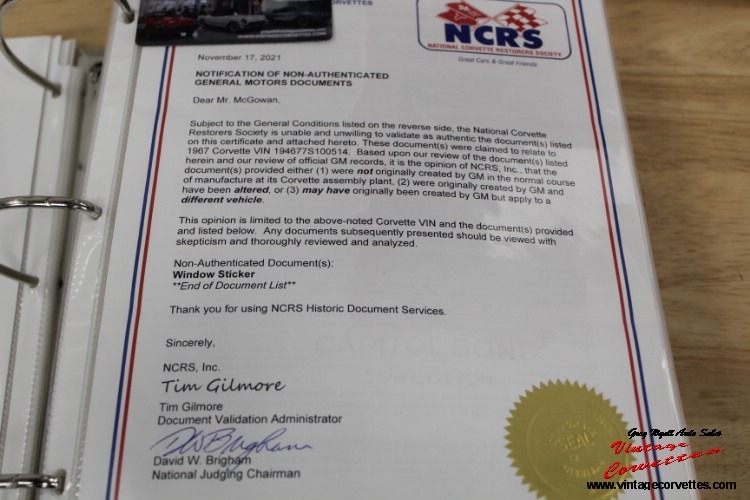 CORVETTES
NCRS
NATIONAL CORVETTE RESTORERS SOCIETY
Great Cars & Great Friends
November 17, 2021
NOTIFICATION OF NON-AUTHENTICATED
GENERAL MOTORS DOCUMENTS
Dear Mr. McGowan,
Subject to the General Conditions listed on the reverse side, the National Corvette
Restorers Society is unable and unwilling to validate as authentic the document(s) listed
on this certificate and attached hereto. These document(s) were claimed to relate to
1967 Corvette VIN 194677S100514. Based upon our review of the document(s) listed
herein and our review of official GM records, it is the opinion of NCRS, Inc., that the
document(s) provided either (1) were not originally created by GM in the normal course
of manufacture at its Corvette assembly plant, (2) were originally created by GM and
have been altered, or (3) may have originally been created by GM but apply to a
different vehicle.
This opinion is limited to the above-noted Corvette VIN and the document(s) provided
and listed below. Any documents subsequently presented should be viewed with
skepticism and thoroughly reviewed and analyzed.
Non-Authenticated Document(s):
Window Sticker
**End of Document List**
Thank you for using NCRS Historic Document Services.
Sincerely,
NCRS, Inc.
Tim Gilmore
Tim Gilmore
Document Validation Administrator
DW Brigham
David W. Brigham
National Judging Chairman
Greg Wyatt Auto Sales
Vintage
Corvettes
www.vintagecorvettes.com